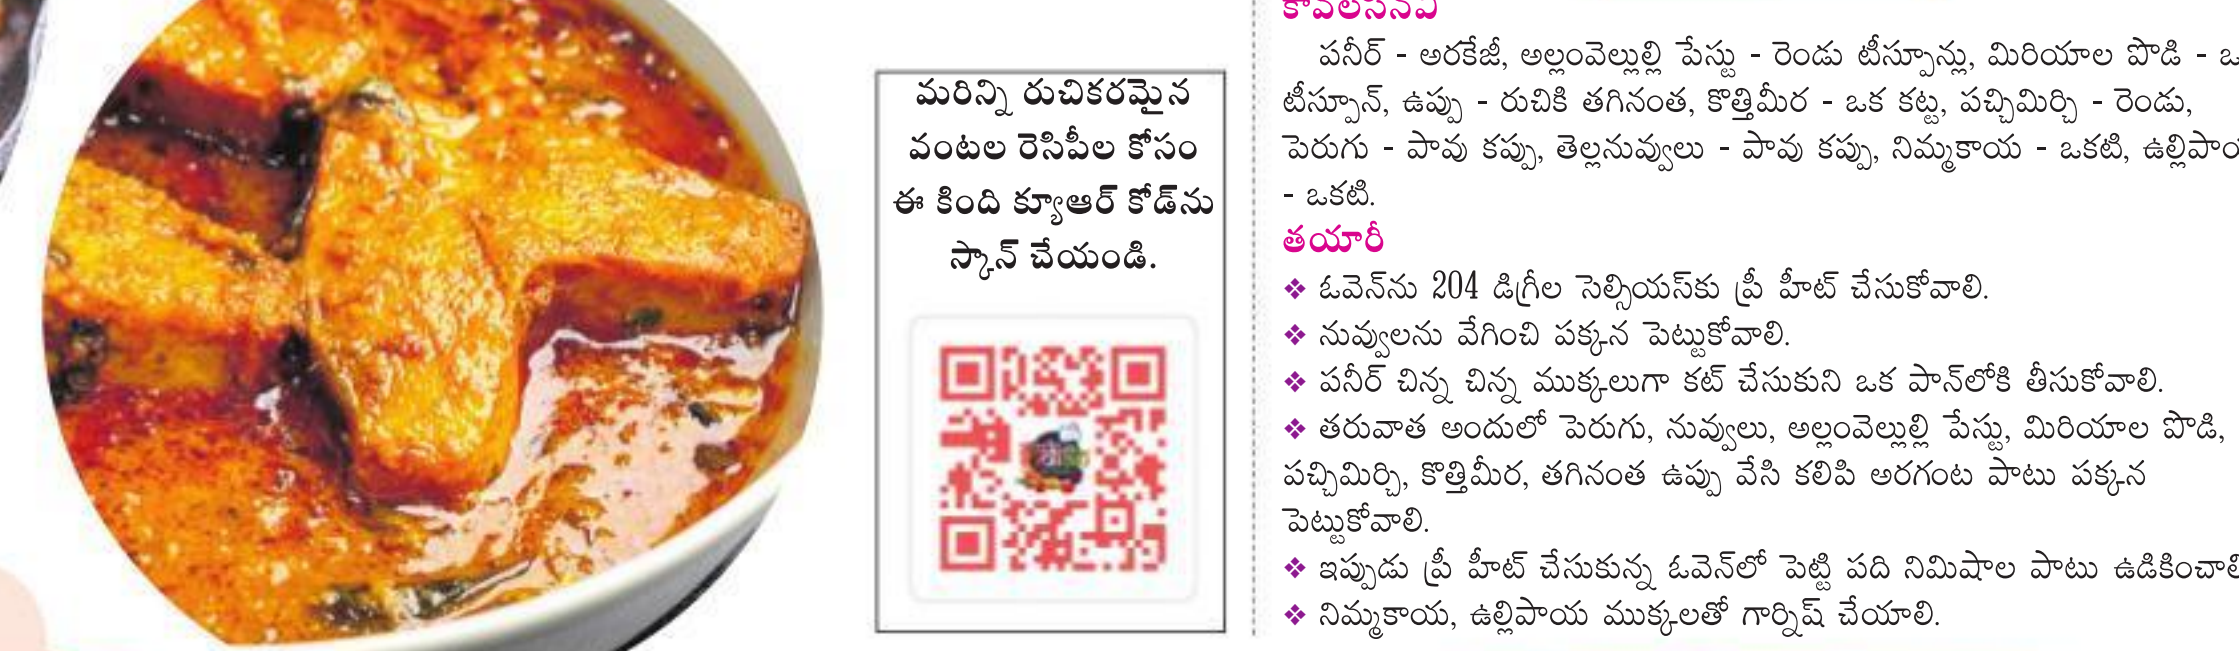 మరిన్ని రుచికరమైన
వంటల రెసిపీల కోసం
ఈ కింది క్యూఆర్ కోడ్‌ను
స్కాన్ చేయండి.
కావలసినవి
పనీర్ - అరకేజీ, అల్లంవెల్లుల్లి పేస్టు - రెండు టీస్పూన్లు, మిరియాల పొడి -
టీస్పూన్, ఉప్పు - రుచికి తగినంత, కొత్తిమీర - ఒక కట్ట, పచ్చిమిర్చి - రెండు,
పెరుగు - పావు కప్పు, తెల్లనువ్వులు - పావు కప్పు, నిమ్మకాయ - ఒకటి,
- ఒకటి.
తయారీ
❖ ఓవెన్‌ను 204 డిగ్రీల సెల్సియస్‌కు ప్రీ హీట్ చేసుకోవాలి.
❖ నువ్వులను వేగించి పక్కన పెట్టుకోవాలి.
❖ పనీర్ చిన్న చిన్న ముక్కలుగా కట్ చేసుకుని ఒక పాన్‌లోకి తీసుకోవాలి.
❖ తరువాత అందులో పెరుగు, నువ్వులు, అల్లంవెల్లుల్లి పేస్టు, మిరియాల పొడి,
పచ్చిమిర్చి, కొత్తిమీర, తగినంత ఉప్పు వేసి కలిపి అరగంట పాటు పక్కన
పెట్టుకోవాలి.
❖ ఇప్పుడు ప్రీ హీట్ చేసుకున్న ఓవెన్‌లో పెట్టి పది నిమిషాల పాటు ఉడికించాలి
❖ నిమ్మకాయ, ఉల్లిపాయ ముక్కలతో గార్నిష్ చేయాలి.